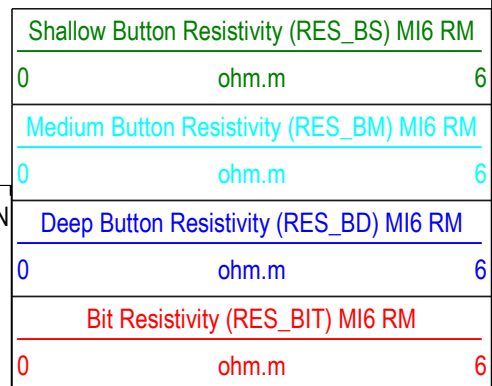 Shallow Button Resistivity (RES_BS) MI6 RM
0 ohm.m 6
Medium Button Resistivity (RES_BM) MI6 RM
0 ohm.m 6
N
Deep Button Resistivity (RES_BD) MI6 RM
0 ohm.m 6
Bit Resistivity (RES_BIT) MI6 RM
0 ohm.m 6